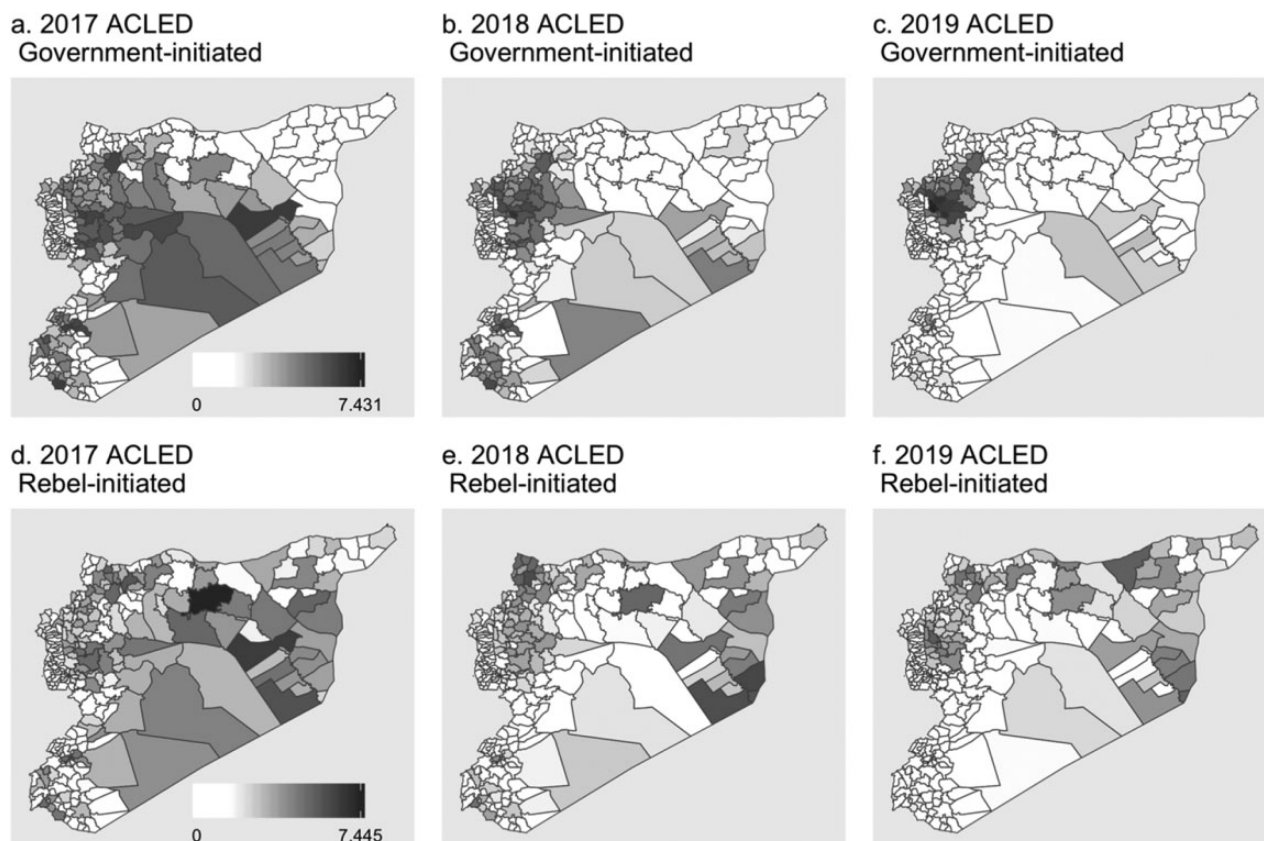 a. 2017 ACLED
Government-initiated
b. 2018 ACLED
Government-initiated
c. 2019 ACLED
Government-initiated
0 7.431
d. 2017 ACLED
Rebel-initiated
e. 2018 ACLED
Rebel-initiated
f. 2019 ACLED
Rebel-initiated
0 7.445